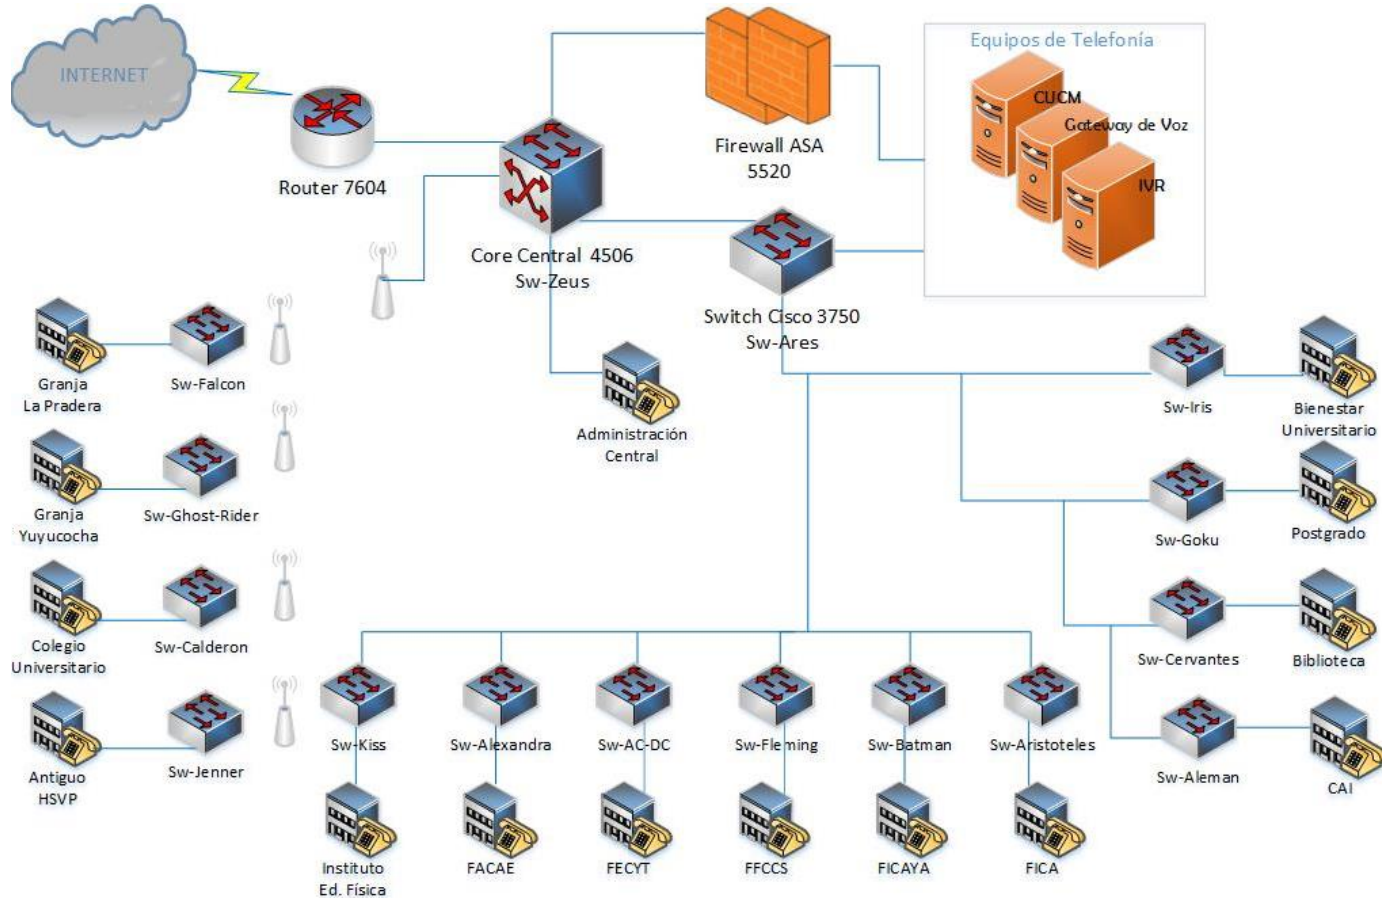 INTERNET
Equipos de Telefonía
CUCM
Gateway de Voz
IVR
Firewall ASA
5520
Router 7604
Core Central 4506
Sw-Zeus
Switch Cisco 3750
Sw-Ares
Granja
La Pradera
Sw-Falcon
Administración
Central
Sw-Iris
Bienestar
Universitario
Granja
Yuyucocha
Sw-Ghost-Rider
Sw-Goku
Postgrado
Colegio
Universitario
Sw-Calderon
Sw-Cervantes
Biblioteca
Antiguo
HSVP
Sw-Jenner
Sw-Kiss
Sw-Alexandra
Sw-AC-DC
Sw-Fleming
Sw-Batman
Sw-Aristoteles
Sw-Aleman
CAI
Instituto
Ed. Física
FACAE
FECYT
FFCCS
FICAYA
FICA